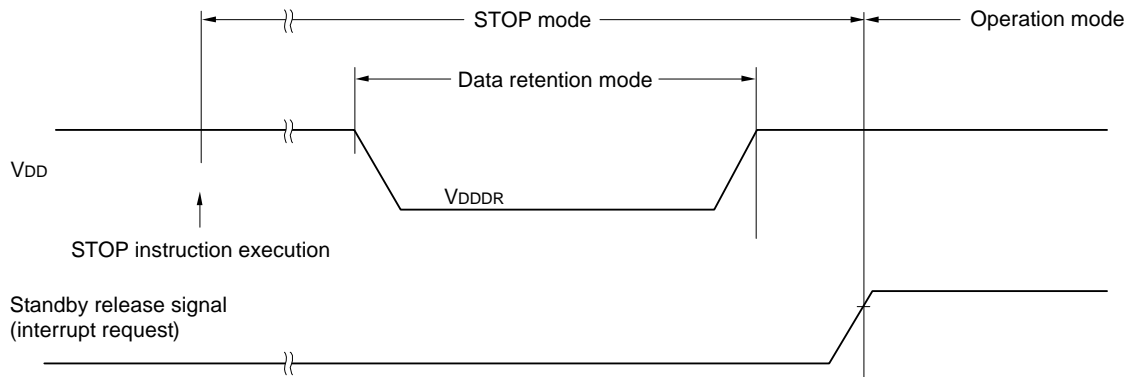 STOP mode
Operation mode
Data retention mode
VDD
VDDDR
STOP instruction execution
Standby release signal
(interrupt request)